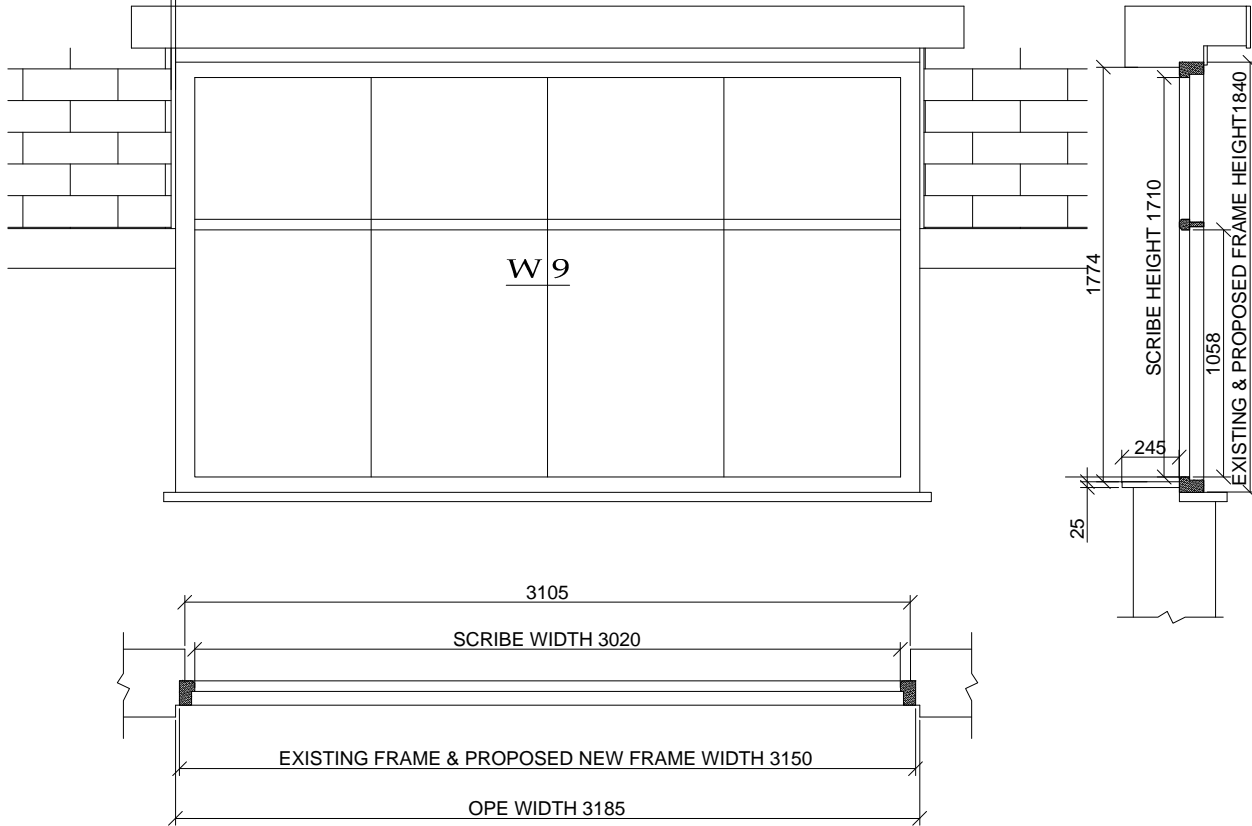 W 9
1774
SCRIBE HEIGHT 1710
1058
EXISTING & PROPOSED FRAME HEIGHT1840
245
25
3105
SCRIBE WIDTH 3020
EXISTING FRAME & PROPOSED NEW FRAME WIDTH 3150
OPE WIDTH 3185